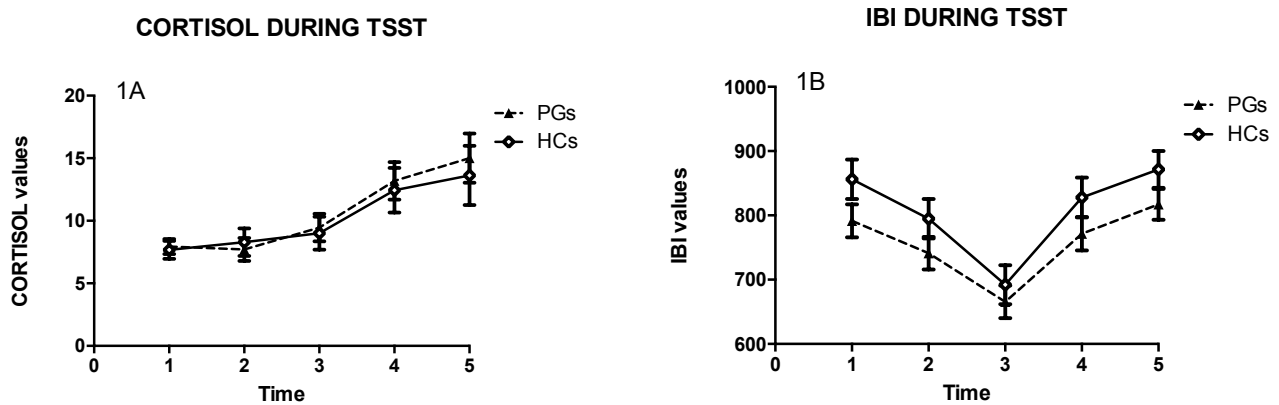 CORTISOL DURING TSST
1A
20
15
10
5
0
CORTISOL values
0 1 2 3 4 5
Time
PGs
HCs
IBI DURING TSST
1B
1000
900
800
700
600
IBI values
0 1 2 3 4 5
Time
PGs
HCs